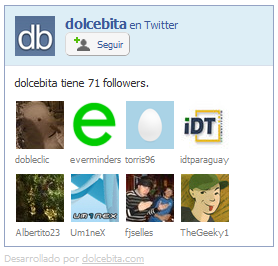 db
dolcebita en Twitter
Seguir
dolcebita tiene 71 followers.
dobleclic everminders torris96 idtparaguay
iDT
um1neX
Albertito23 Um1neX fjselles TheGeeky1
Desarrollado por dolcebita.com